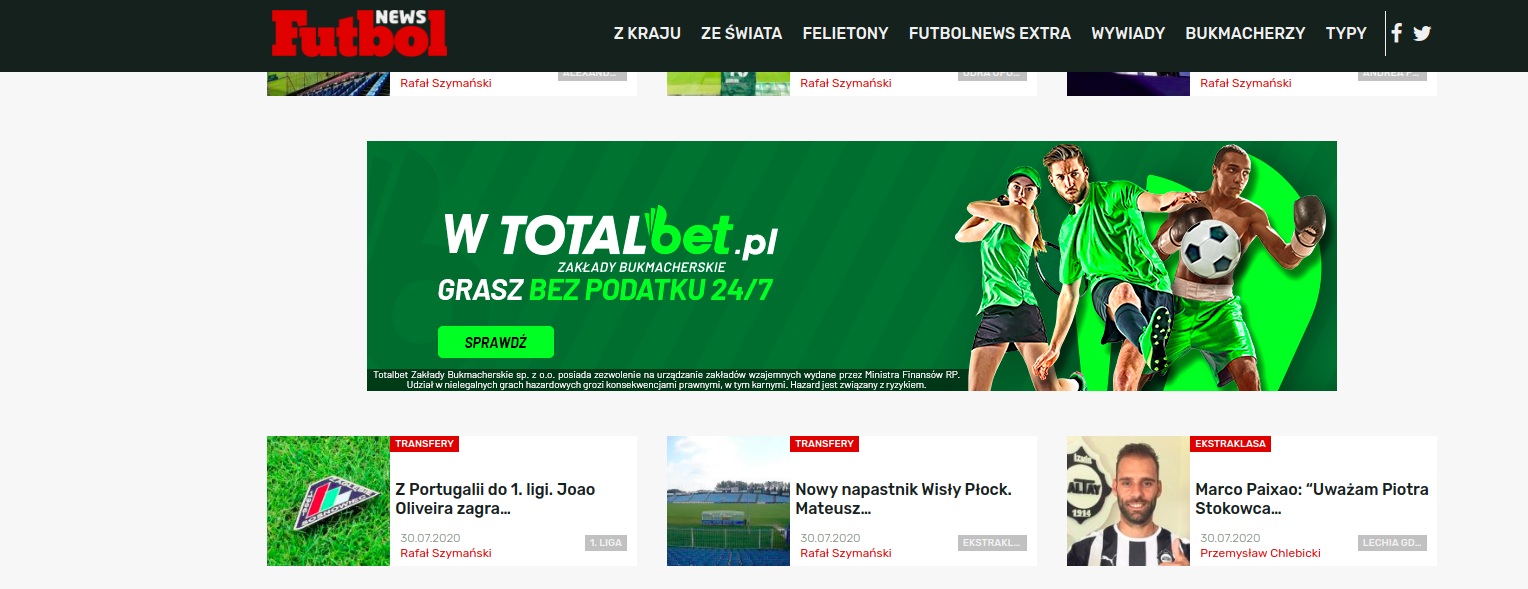 Futbol NEWS
Z KRAJU ZE ŚWIATA FELIETONY FUTBOLNEWS EXTRA WYWIADY BUKMACHERZY TYPY
Rafał Szymański
Rafał Szymański
Rafał Szymański
W TOTALbet.pl
ZAKŁADY BUKMACHERSKIE
GRASZ BEZ PODATKU 24/7
SPRAWDŹ
Totalbet Zakłady Bukmacherskie sp. z o.o. posiada zezwolenie na urządzanie zakładów wzajemnych wydane przez Ministra Finansów RP.
Udział w nielegalnych grach hazardowych grozi konsekwencjami prawnymi, w tym karnymi. Hazard jest związany z ryzykiem.
TRANSFERY
Z Portugalii do 1. ligi. Joao
Oliveira zagra...
30.07.2020
Rafał Szymański
1. LIGA
TRANSFERY
Nowy napastnik Wisły Płock.
Mateusz...
30.07.2020
Rafał Szymański
EKSTRAKL...
EKSTRAKLASA
Marco Paixao: “Uważam Piotra
Stokowca...
30.07.2020
Przemysław Chlebicki
LECHIA GD...
ALTAY
1914